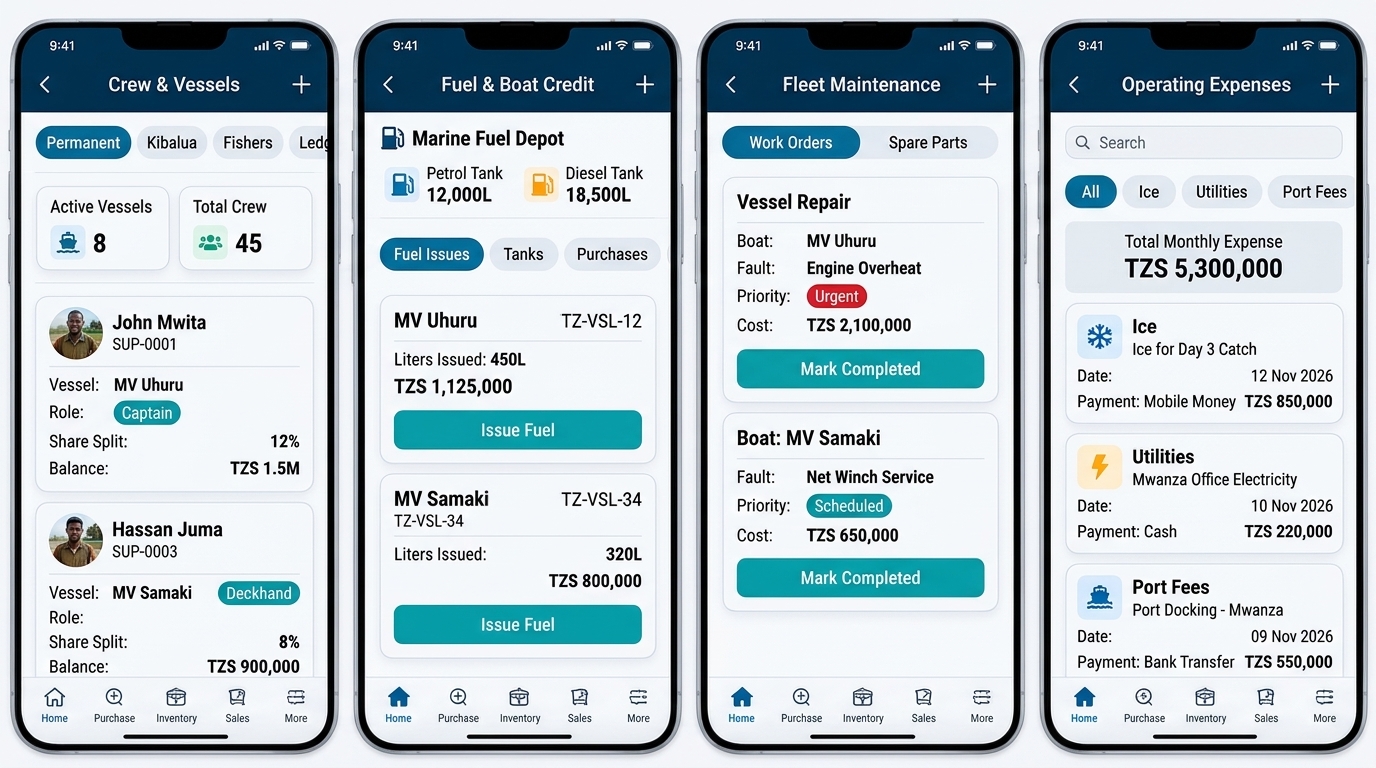 9:41
Crew & Vessels
Permanent Kibalua Fishers Ledg
Active Vessels
8
Total Crew
45
John Mwita
SUP-0001
Vessel: MV Uhuru
Role: Captain
Share Split: 12%
Balance: TZS 1.5M
Hassan Juma
SUP-0003
Vessel: MV Samaki Deckhand
Role:
Share Split: 8%
Balance: TZS 900,000
Home Purchase Inventory Sales More
9:41
Fuel & Boat Credit
Marine Fuel Depot
Petrol Tank
12,000L
Diesel Tank
18,500L
Fuel Issues Tanks Purchases
MV Uhuru TZ-VSL-12
Liters Issued: 450L
TZS 1,125,000
Issue Fuel
MV Samaki TZ-VSL-34
TZ-VSL-34
Liters Issued: 320L
TZS 800,000
Issue Fuel
Home Purchase Inventory Sales More
9:41
Fleet Maintenance
Work Orders Spare Parts
Vessel Repair
Boat: MV Uhuru
Fault: Engine Overheat
Priority: Urgent
Cost: TZS 2,100,000
Mark Completed
Boat: MV Samaki
Fault: Net Winch Service
Priority: Scheduled
Cost: TZS 650,000
Mark Completed
Home Purchase Inventory Sales More
9:41
Operating Expenses
Search
All Ice Utilities Port Fees
Total Monthly Expense
TZS 5,300,000
Ice
Ice for Day 3 Catch
Date: 12 Nov 2026
Payment: Mobile Money TZS 850,000
Utilities
Mwanza Office Electricity
Date: 10 Nov 2026
Payment: Cash TZS 220,000
Port Fees
Port Docking - Mwanza
Date: 09 Nov 2026
Payment: Bank Transfer TZS 550,000
Home Purchase Inventory Sales More